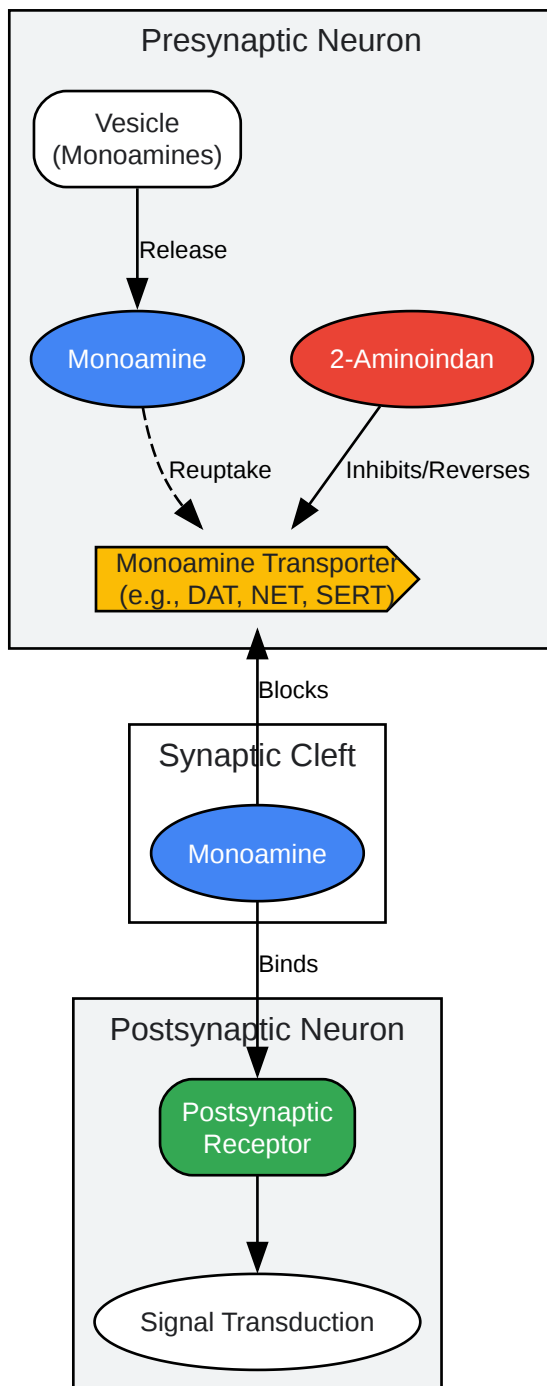 Presynaptic Neuron
Vesicle
(Monoamines)
Release
Monoamine
2-Aminoindan
Reuptake
Inhibits/Reverses
Monoamine Transporter
(e.g., DAT, NET, SERT)
Blocks
Synaptic Cleft
Monoamine
Binds
Postsynaptic Neuron
Postsynaptic
Receptor
Signal Transduction